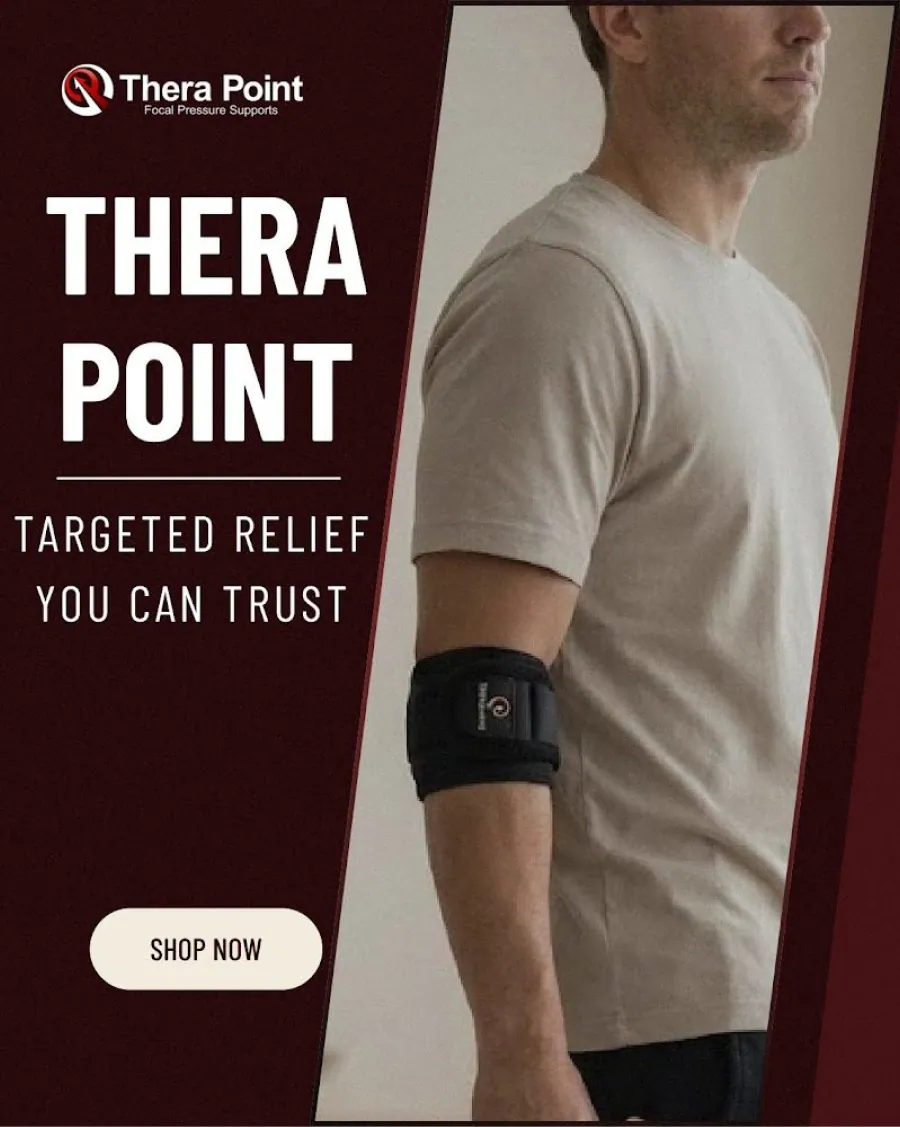 Thera Point
Focal Pressure Supports
THERA
POINT
TARGETED RELIEF
YOU CAN TRUST
SHOP NOW